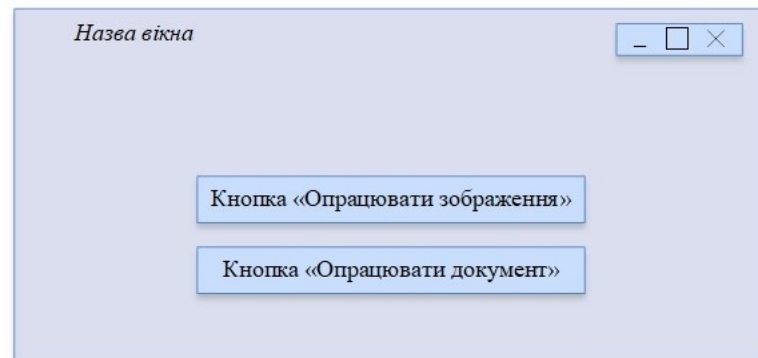 Назва вікна
Кнопка «Опрацювати зображення»
Кнопка «Опрацювати документ»